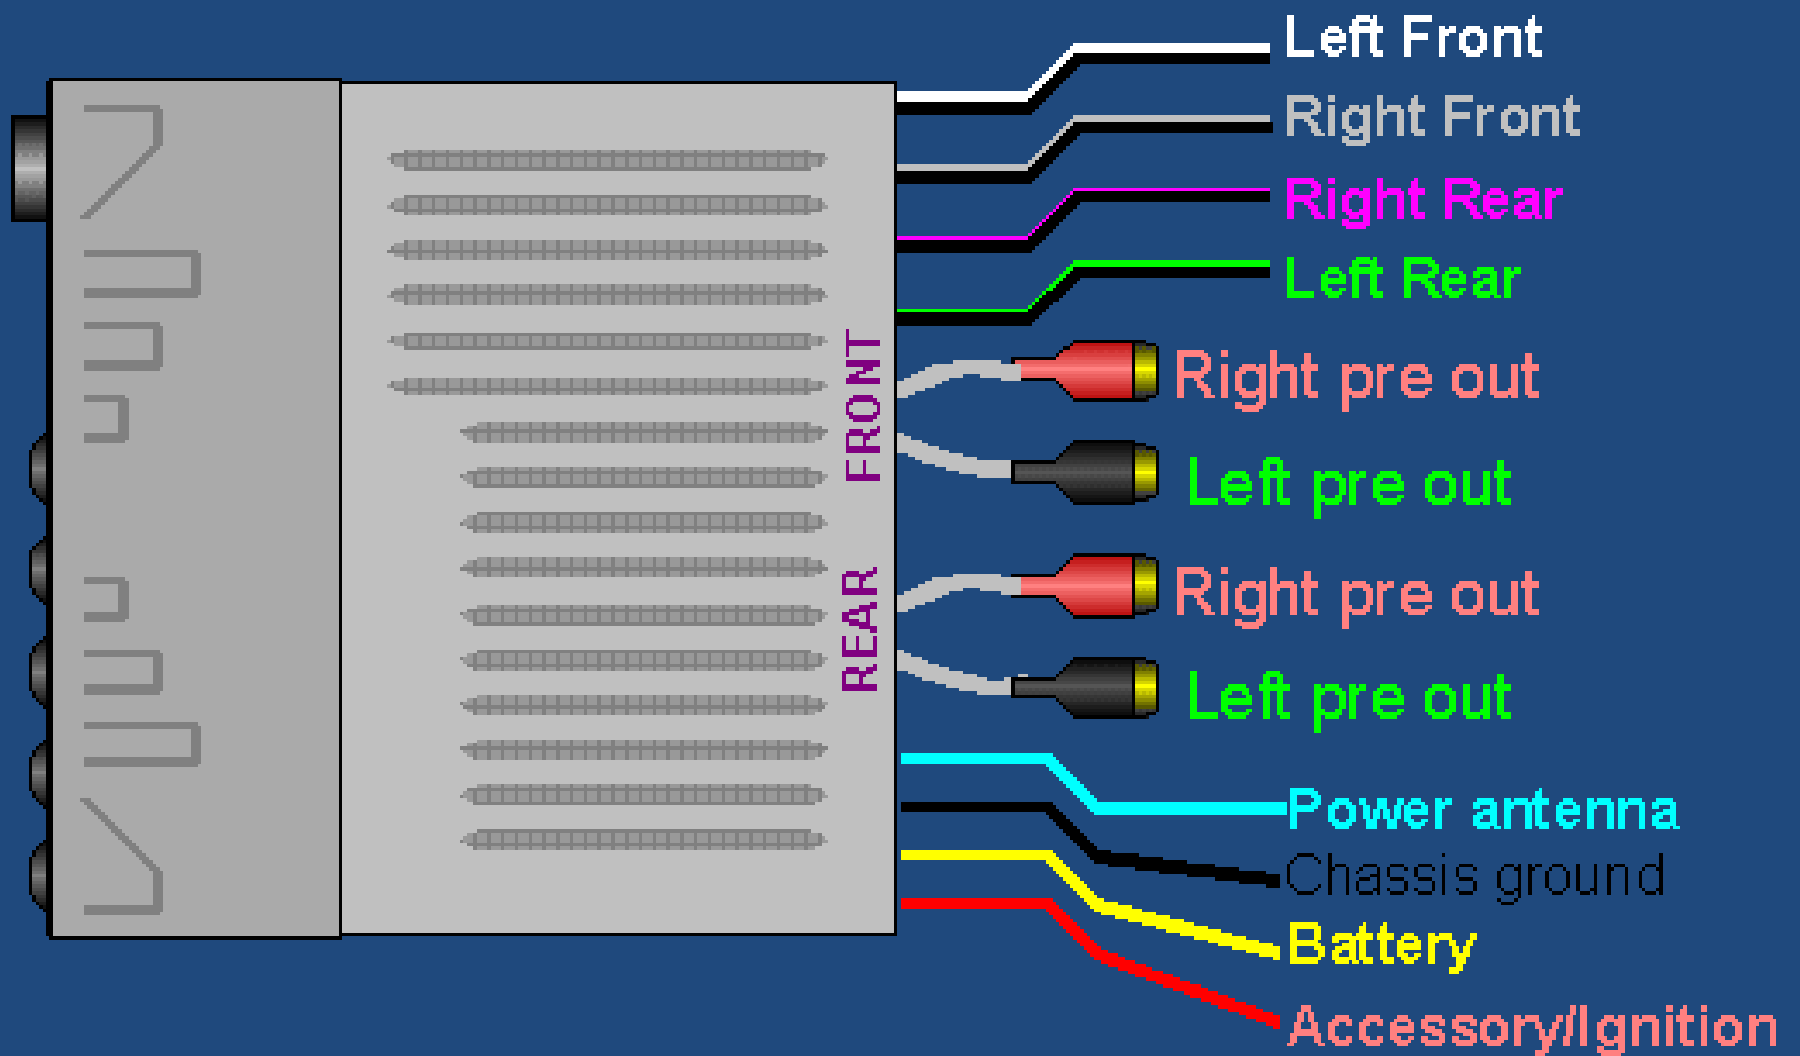 Left Front
Right Front
Right Rear
Left Rear
FRONT
Right pre out
Left pre out
REAR
Right pre out
Left pre out
Power antenna
Chassis ground
Battery
Accessory/Ignition